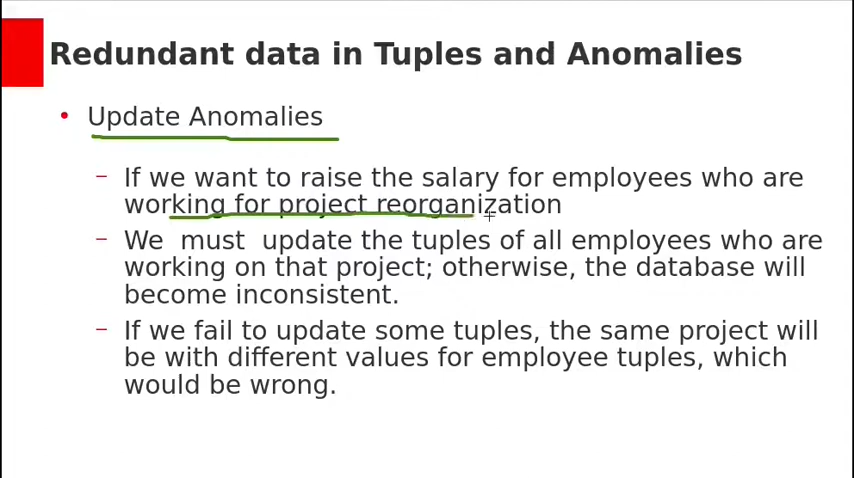 Redundant data in Tuples and Anomalies
• Update Anomalies
– If we want to raise the salary for employees who are
working for project reorganization
– We must update the tuples of all employees who are
working on that project; otherwise, the database will
become inconsistent.
– If we fail to update some tuples, the same project will
be with different values for employee tuples, which
would be wrong.